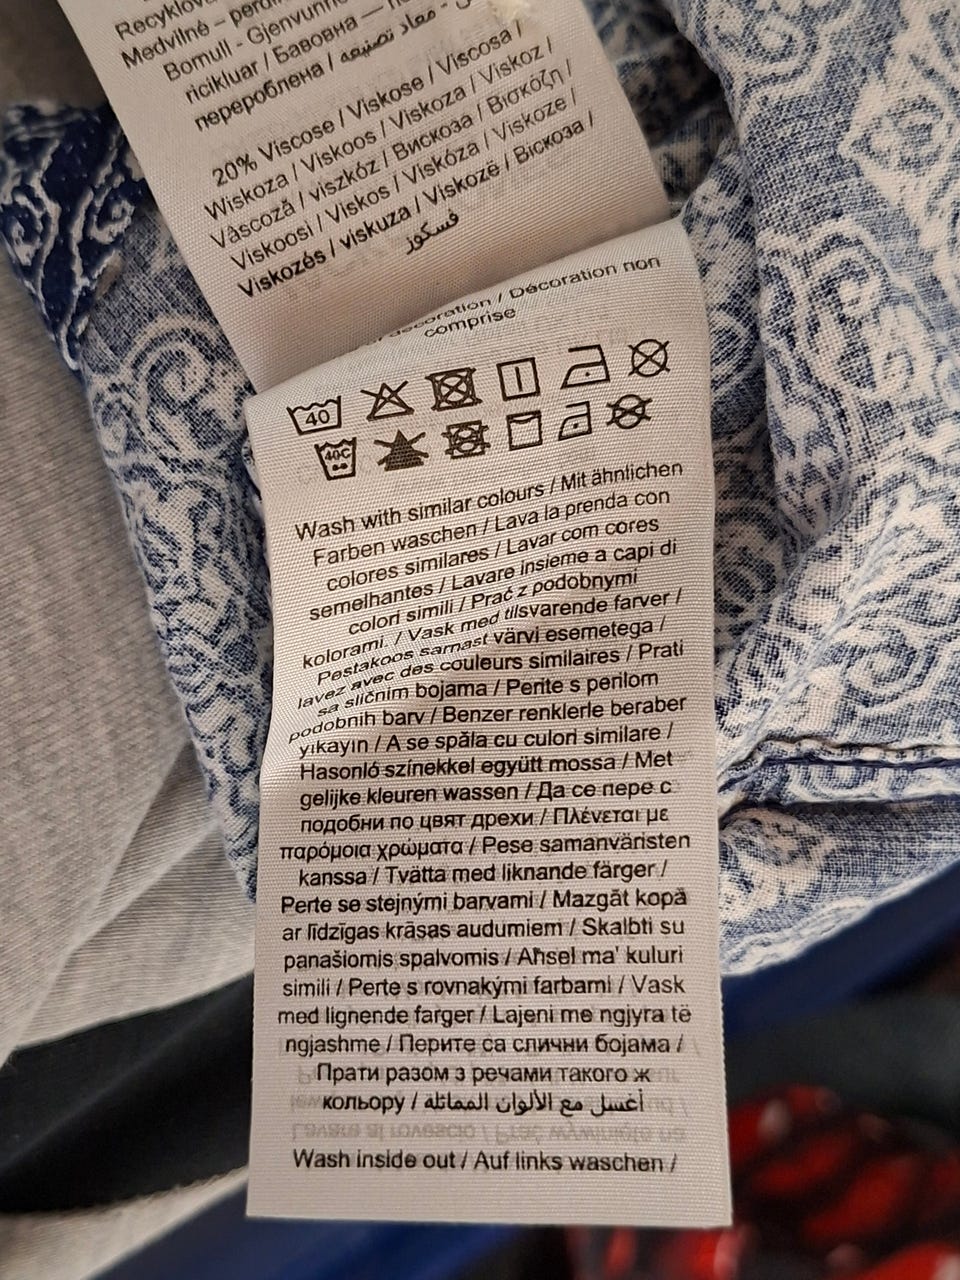 Medvilnė – perdi
Bomull - Gjenvunn
ricikluar / Бавовна —
перероблена / معاد تصنيعه -
20% Viscose / Viskose / Viscosa /
Wiskoza / Viskoos / Viskoza / Viskoz /
Vâscoză / viszkóz / Вискоза / Βισκόζη /
Viskoosi / Viskos / Viskóza / Viskoze /
Viskozės / viskuza / Viskozë / Віскоза /
فسكوز
decoration / Décoration non
comprise
40
40C
Wash with similar colours / Mit ähnlichen
Farben waschen / Lava la prenda con
colores similares / Lavar com cores
semelhantes / Lavare insieme a capi di
colori simili / Prać z podobnymi
kolorami. / Vask med tilsvarende farver /
Pestakoos sarnast värvi esemetega /
lavez avec des couleurs similaires / Prati
sa sličnim bojama / Perite s perilom
podobnih barv / Benzer renklerle beraber
yıkayın / A se spăla cu culori similare /
Hasonló színekkel együtt mossa / Met
gelijke kleuren wassen / Да се пере с
подобни по цвят дрехи / Πλένεται με
παρόμοια χρώματα / Pese samanväristen
kanssa / Tvätta med liknande färger /
Perte se stejnými barvami / Mazgāt kopā
ar līdzīgas krāsas audumiem / Skalbti su
panašiomis spalvomis / Aħsel ma' kuluri
simili / Perte s rovnakými farbami / Vask
med lignende farger / Lajeni me ngjyra të
ngjashme / Перите са слични бојама /
Прати разом з речами такого ж
кольору / أغسل مع الألوان المماثلة
Wash inside out / Auf links waschen /